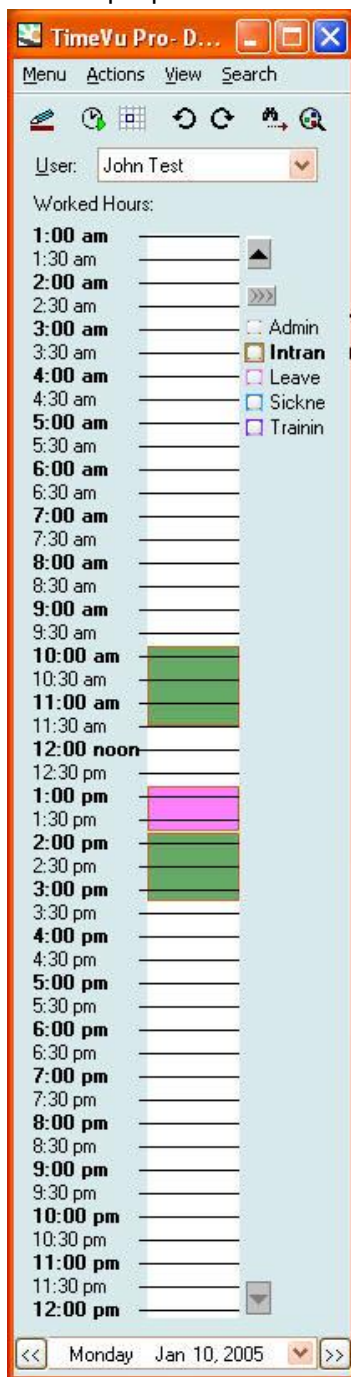 TimeVu Pro- D...
Menu Actions View Search
User: John Test
Worked Hours:
1:00 am
1:30 am
2:00 am
2:30 am
3:00 am
Admin
3:30 am
Intran
4:00 am
Leave
4:30 am
Sickne
5:00 am
Trainin
5:30 am
6:00 am
6:30 am
7:00 am
7:30 am
8:00 am
8:30 am
9:00 am
9:30 am
10:00 am
10:30 am
11:00 am
11:30 am
12:00 noon
12:30 pm
1:00 pm
1:30 pm
2:00 pm
2:30 pm
3:00 pm
3:30 pm
4:00 pm
4:30 pm
5:00 pm
5:30 pm
6:00 pm
6:30 pm
7:00 pm
7:30 pm
8:00 pm
8:30 pm
9:00 pm
9:30 pm
10:00 pm
10:30 pm
11:00 pm
11:30 pm
12:00 pm
<< Monday Jan 10, 2005 >>